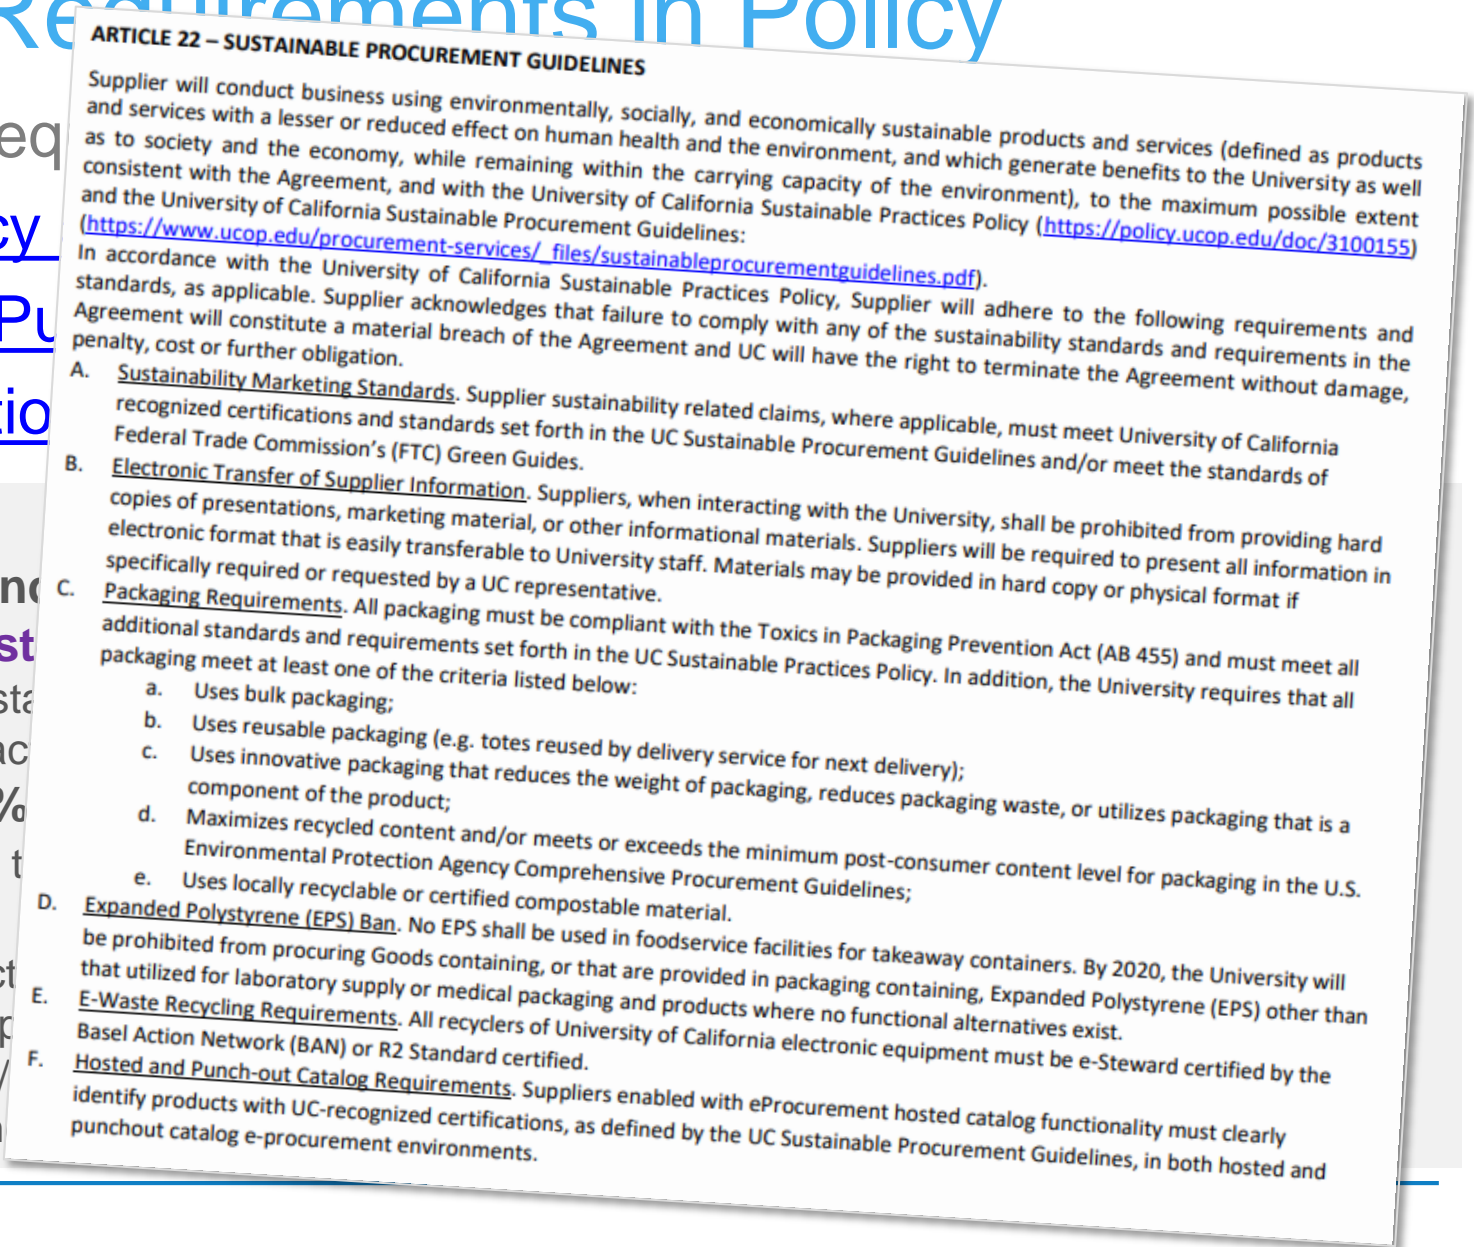 Requirements in Policy
ARTICLE 22 – SUSTAINABLE PROCUREMENT GUIDELINES
Supplier will conduct business using environmentally, socially, and economically sustainable products and services (defined as products
and services with a lesser or reduced effect on human health and the environment, and which generate benefits to the University as well
as to society and the economy, while remaining within the carrying capacity of the environment), to the maximum possible extent
consistent with the Agreement, and with the University of California Sustainable Practices Policy (https://policy.ucop.edu/doc/3100155)
and the University of California Sustainable Procurement Guidelines:
(https://www.ucop.edu/procurement-services/_files/sustainableprocurementguidelines.pdf).
In accordance with the University of California Sustainable Practices Policy, Supplier will adhere to the following requirements and
standards, as applicable. Supplier acknowledges that failure to comply with any of the sustainability standards and requirements in the
Agreement will constitute a material breach of the Agreement and UC will have the right to terminate the Agreement without damage,
penalty, cost or further obligation.
A. Sustainability Marketing Standards. Supplier sustainability related claims, where applicable, must meet University of California
recognized certifications and standards set forth in the UC Sustainable Procurement Guidelines and/or meet the standards of
Federal Trade Commission's (FTC) Green Guides.
B. Electronic Transfer of Supplier Information. Suppliers, when interacting with the University, shall be prohibited from providing hard
copies of presentations, marketing material, or other informational materials. Suppliers will be required to present all information in
electronic format that is easily transferable to University staff. Materials may be provided in hard copy or physical format if
specifically required or requested by a UC representative.
C. Packaging Requirements. All packaging must be compliant with the Toxics in Packaging Prevention Act (AB 455) and must meet all
additional standards and requirements set forth in the UC Sustainable Practices Policy. In addition, the University requires that all
packaging meet at least one of the criteria listed below:
a. Uses bulk packaging;
b. Uses reusable packaging (e.g. totes reused by delivery service for next delivery);
c. Uses innovative packaging that reduces the weight of packaging, reduces packaging waste, or utilizes packaging that is a
component of the product;
d. Maximizes recycled content and/or meets or exceeds the minimum post-consumer content level for packaging in the U.S.
Environmental Protection Agency Comprehensive Procurement Guidelines;
e. Uses locally recyclable or certified compostable material.
D. Expanded Polystyrene (EPS) Ban. No EPS shall be used in foodservice facilities for takeaway containers. By 2020, the University will
be prohibited from procuring Goods containing, or that are provided in packaging containing, Expanded Polystyrene (EPS) other than
that utilized for laboratory supply or medical packaging and products where no functional alternatives exist.
E. E-Waste Recycling Requirements. All recyclers of University of California electronic equipment must be e-Steward certified by the
Basel Action Network (BAN) or R2 Standard certified.
F. Hosted and Punch-out Catalog Requirements. Suppliers enabled with eProcurement hosted catalog functionality must clearly
identify products with UC-recognized certifications, as defined by the UC Sustainable Procurement Guidelines, in both hosted and
punchout catalog e-procurement environments.